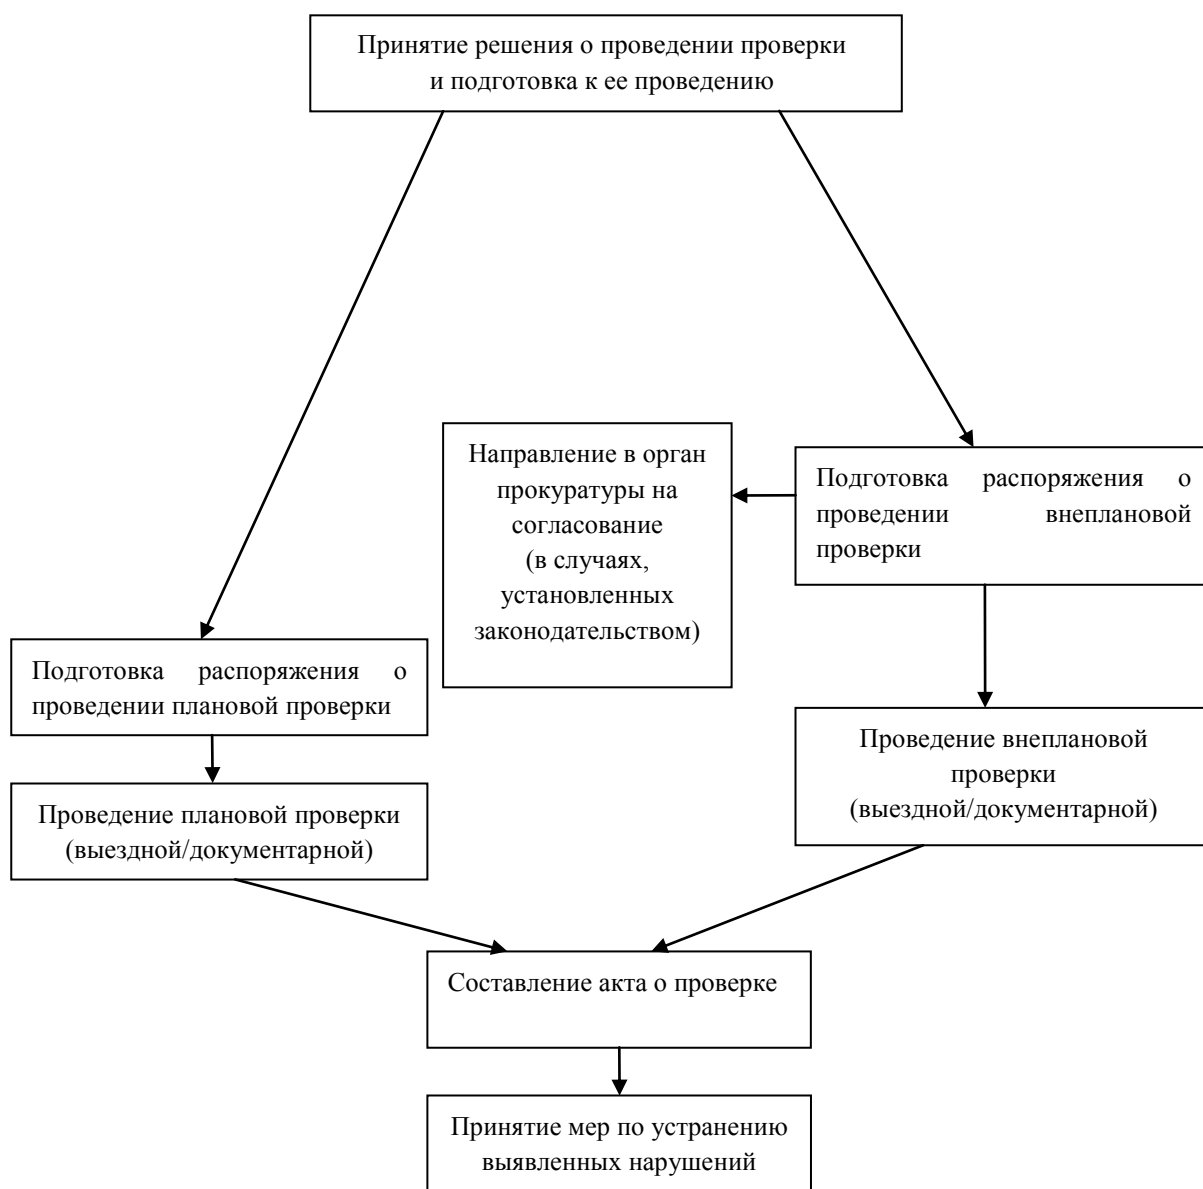 Принятие решения о проведении проверки
и подготовка к ее проведению
Направление в орган
прокуратуры на
согласование
(в случаях,
установленных
законодательством)
Подготовка распоряжения о
проведении внеплановой
проверки
Подготовка распоряжения о
проведении плановой проверки
Проведение внеплановой
проверки
(выездной/документарной)
Проведение плановой проверки
(выездной/документарной)
Составление акта о проверке
Принятие мер по устранению
выявленных нарушений